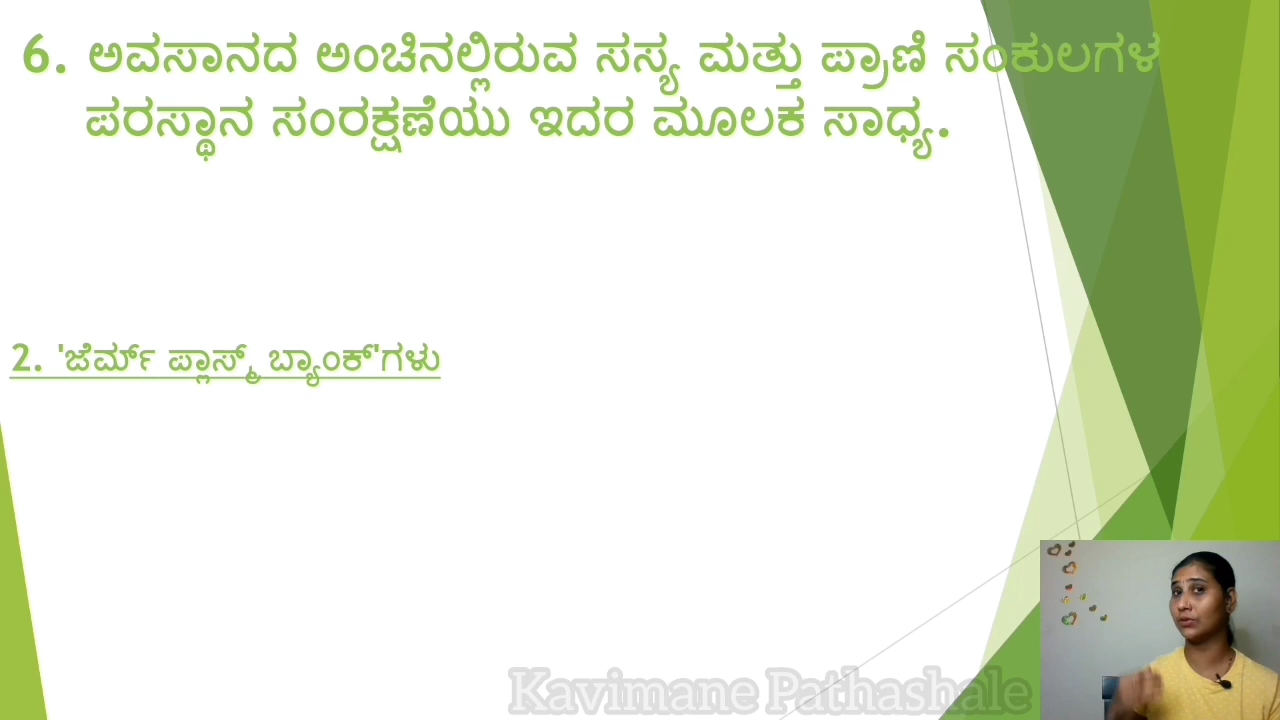 6. ಅವಸಾನದ ಅಂಚಿನಲ್ಲಿರುವ ಸಸ್ಯ ಮತ್ತು ಪ್ರಾಣಿ ಸಂಕುಲಗಳ
ಪರಸ್ಥಾನ ಸಂರಕ್ಷಣೆಯು ಇದರ ಮೂಲಕ ಸಾಧ್ಯ.
2. 'ಜೆರ್ಮ್ ಪ್ಲಾಸ್ಮ್ ಬ್ಯಾಂಕ್'ಗಳು
Kavimane Pathashale